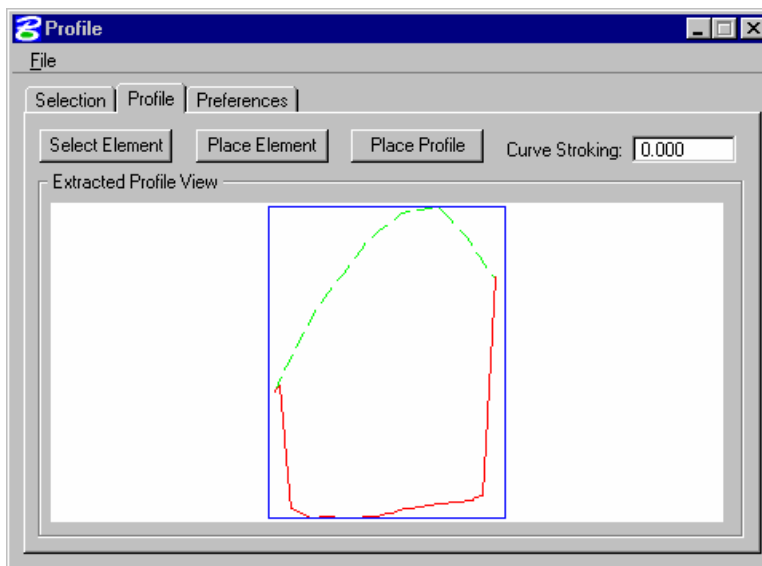 Profile
File
Selection Profile Preferences
Select Element Place Element Place Profile Curve Stroking: 0.000
Extracted Profile View